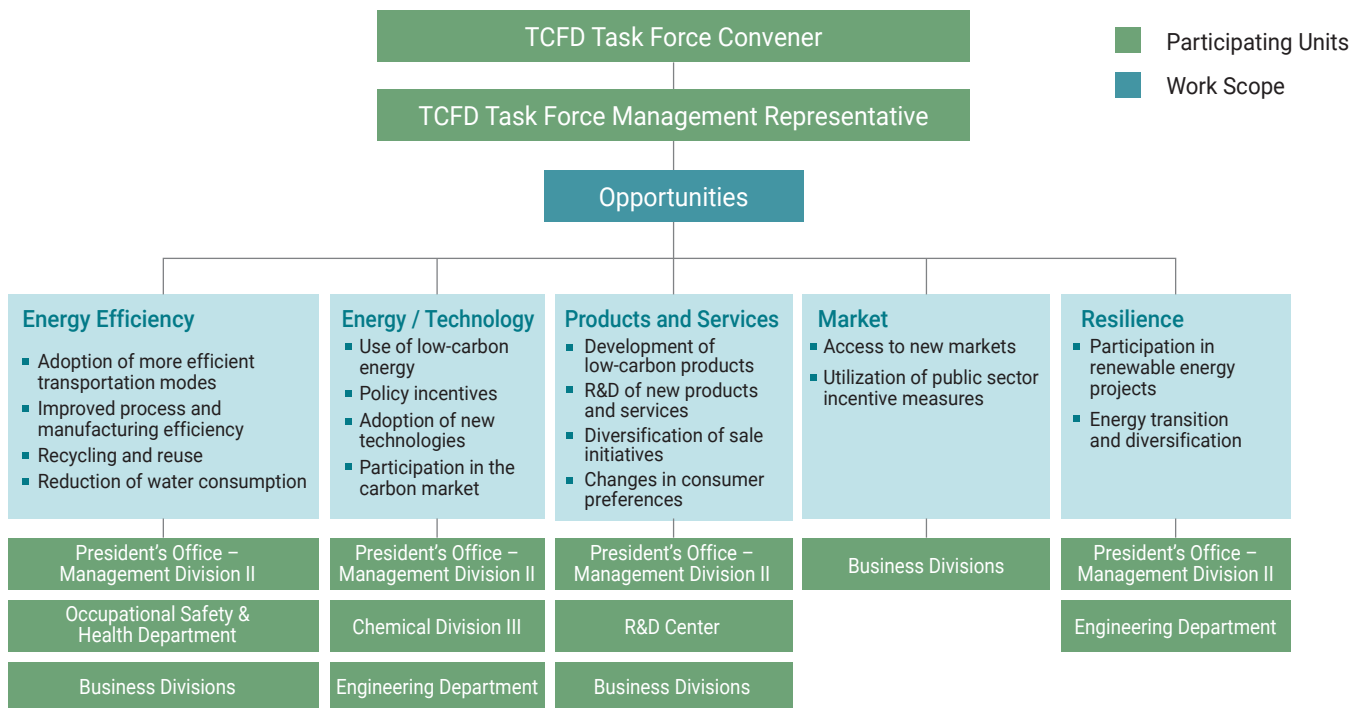 TCFD Task Force Convener
Participating Units
Work Scope
TCFD Task Force Management Representative
Opportunities
Energy Efficiency
Adoption of more efficient
transportation modes
Improved process and
manufacturing efficiency
Recycling and reuse
Reduction of water consumption
President's Office –
Management Division II
Occupational Safety &
Health Department
Business Divisions
Energy / Technology
Use of low-carbon
energy
Policy incentives
Adoption of new
technologies
Participation in the
carbon market
President's Office –
Management Division II
Chemical Division III
Engineering Department
Products and Services
Development of
low-carbon products
R&D of new products
and services
Diversification of sale
initiatives
Changes in consumer
preferences
President's Office –
Management Division II
R&D Center
Business Divisions
Market
Access to new markets
Utilization of public sector
incentive measures
Business Divisions
Resilience
Participation in
renewable energy
projects
Energy transition
and diversification
President's Office –
Management Division II
Engineering Department